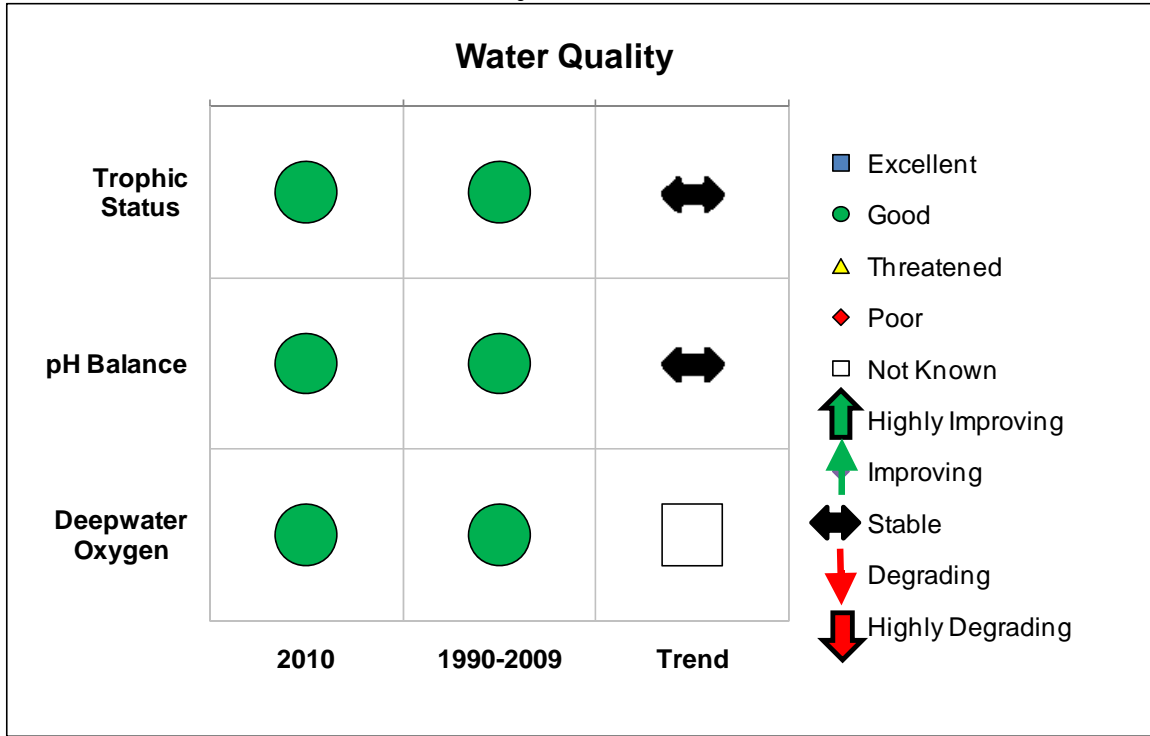 Water Quality
Trophic
Status
pH Balance
Deepwater
Oxygen
2010
1990-2009
Trend
Excellent
Good
Threatened
Poor
Not Known
Highly Improving
Improving
Stable
Degrading
Highly Degrading